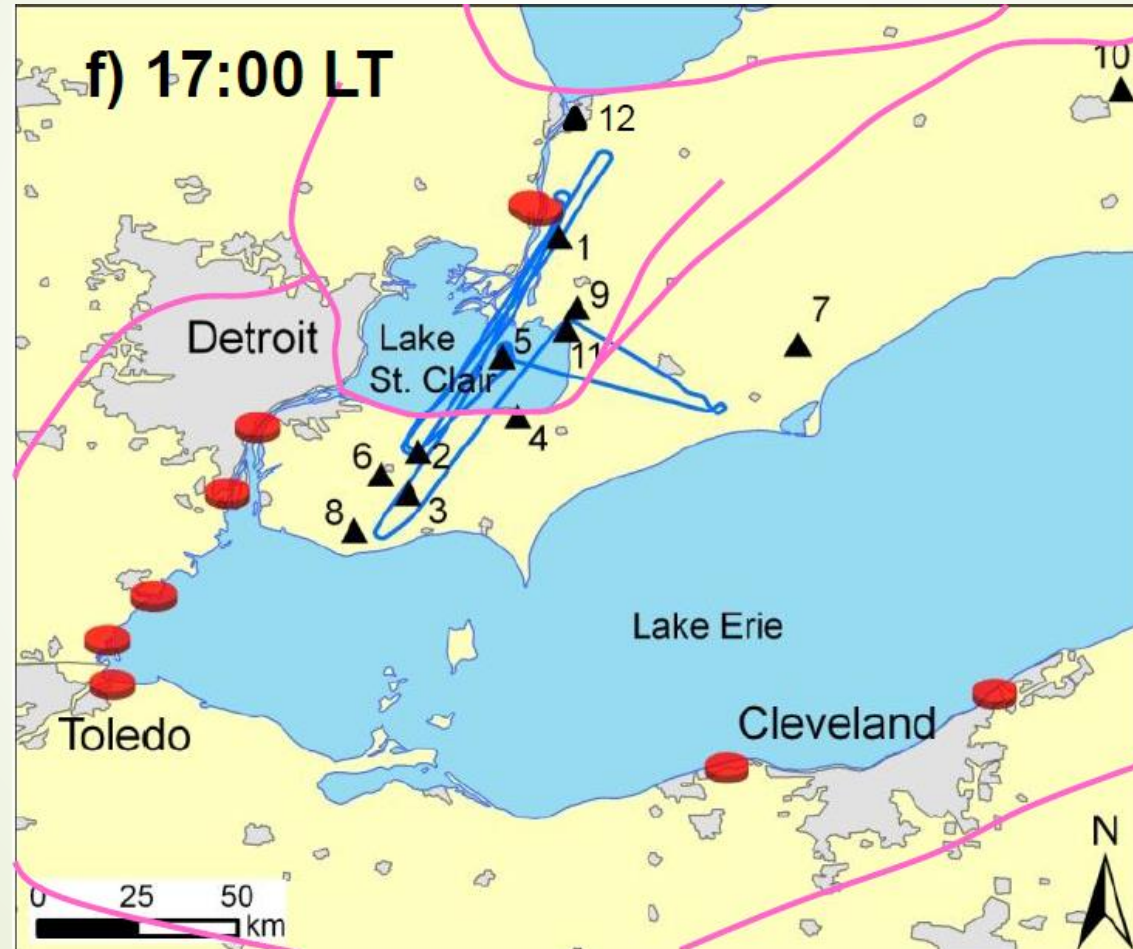 f) 17:00 LT
10
12
1
9
7
Detroit
Lake
St. Clair
5
11
4
2
6
3
8
Lake Erie
Cleveland
Toledo
N
0 25 50
km